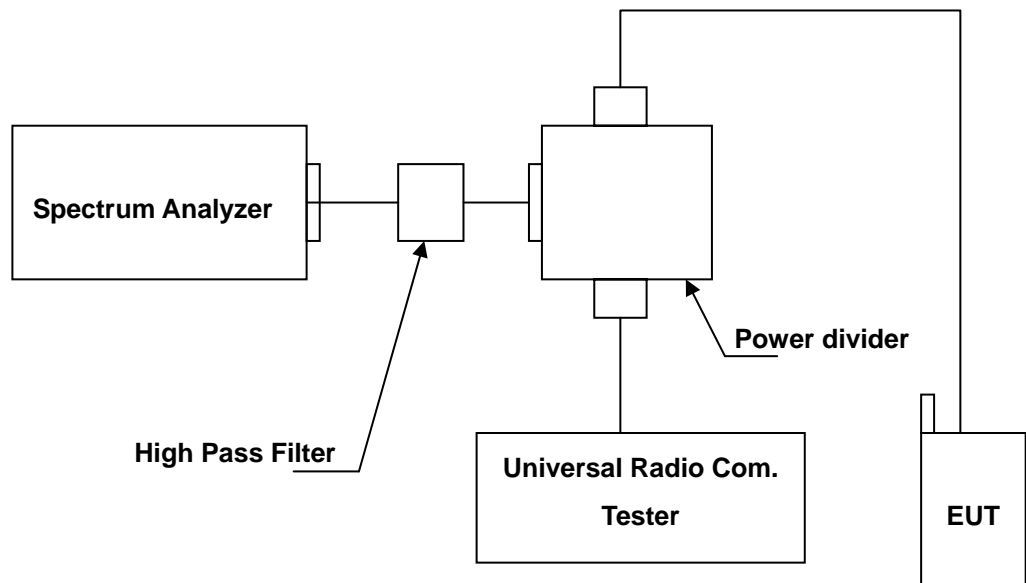 Spectrum Analyzer
Power divider
High Pass Filter
Universal Radio Com.
Tester
EUT